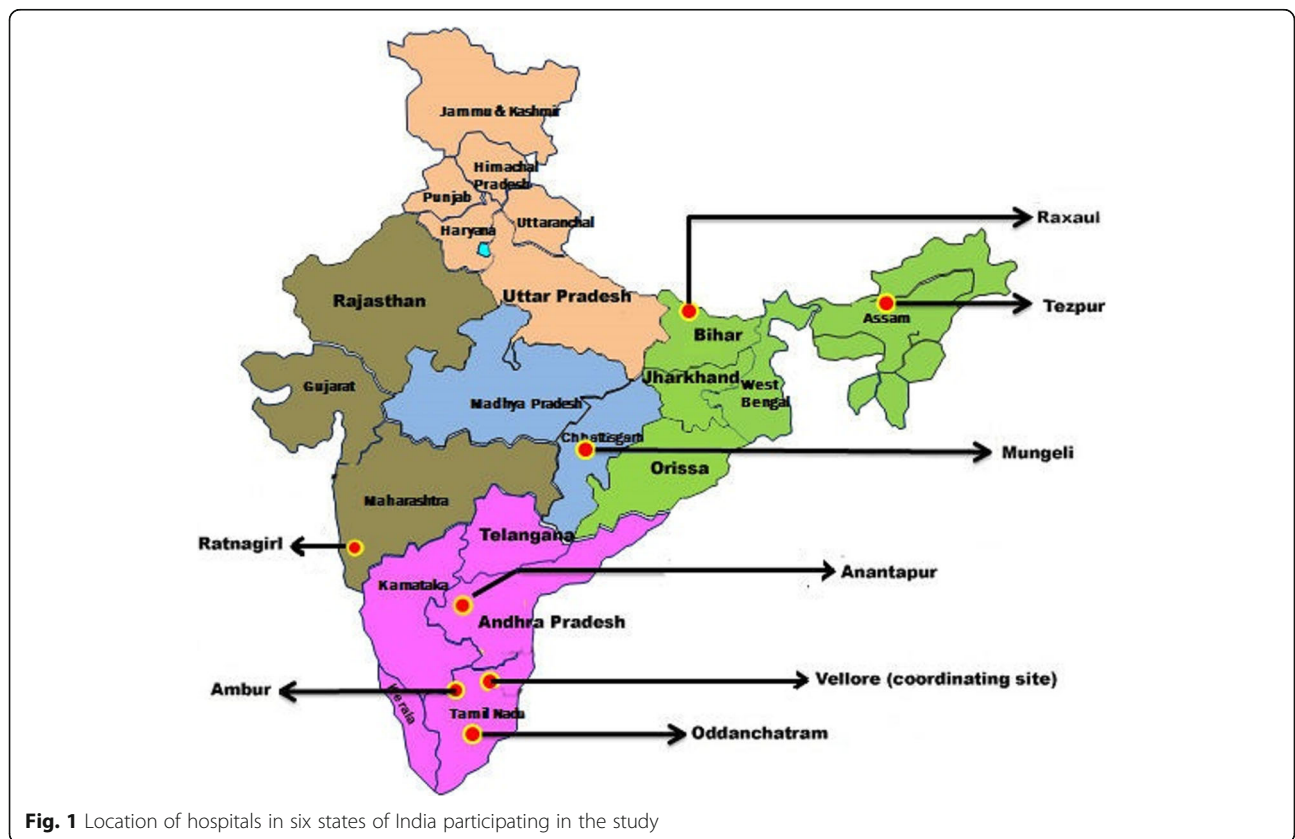 Jammu & Kashmir
Himachal
Pradesh
Punjab
Uttaranchal
Haryana
Raxaul
Rajasthan
Uttar Pradesh
Tezpur
Assam
Bihar
Gujarat
Jharkhand
West
Bengal
Madhya Pradesh
Chhattisgarh
Mungeli
Orissa
Maharashtra
Telangana
Ratnagirl
Anantapur
Karnataka
Andhra Pradesh
Vellore (coordinating site)
Ambur
Kerala
Tamil Nadu
Oddanchatram
Fig. 1 Location of hospitals in six states of India participating in the study